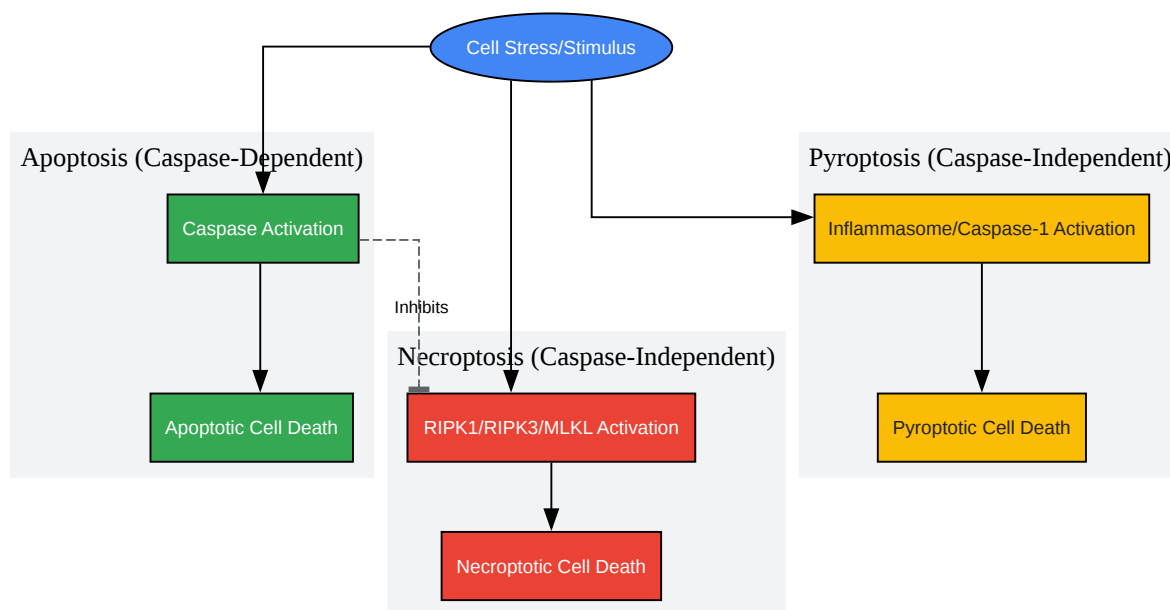 Cell Stress/Stimulus
Apoptosis (Caspase-Dependent)
Pyroptosis (Caspase-Independent)
Caspase Activation
Inflammasome/Caspase-1 Activation
Inhibits
Necroptosis (Caspase-Independent)
Apoptotic Cell Death
RIPK1/RIPK3/MLKL Activation
Pyroptotic Cell Death
Necroptotic Cell Death